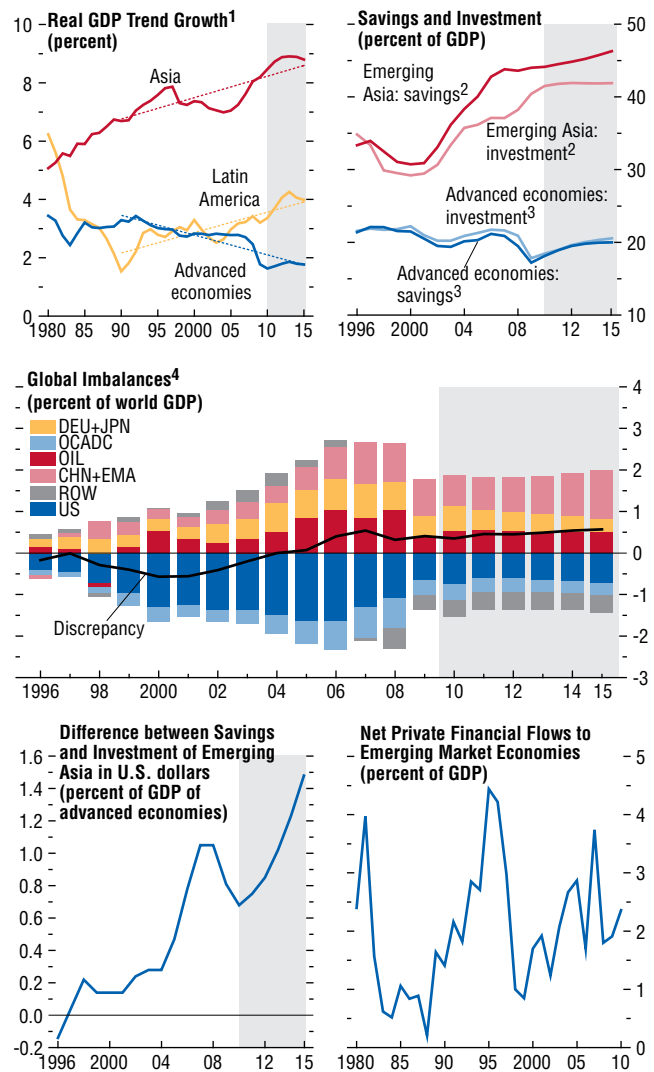 Real GDP Trend Growth1
(percent)
10
8
6
4
2
0
Asia
Latin
America
Advanced
economies
1980 85 90 95 2000 05 10 15
Savings and Investment
(percent of GDP)
50
40
30
20
10
Emerging
Asia: savings2
Emerging Asia:
investment2
Advanced economies:
investment3
Advanced economies:
savings3
1996 2000 04 08 12 15
Global Imbalances4
(percent of world GDP)
DEU+JPN
OCADC
OIL
CHN+EMA
ROW
US
Discrepancy
4
3
2
1
0
-1
-2
-3
1996 98 2000 02 04 06 08 10 12 14 15
Difference between Savings
and Investment of Emerging
Asia in U.S. dollars
(percent of GDP of
advanced economies)
1.6
1.4
1.2
1.0
0.8
0.6
0.4
0.2
0.0
-0.2
1996 2000 04 08 12 15
Net Private Financial Flows to
Emerging Market Economies
(percent of GDP)
5
4
3
2
1
0
1980 85 90 95 2000 05 10